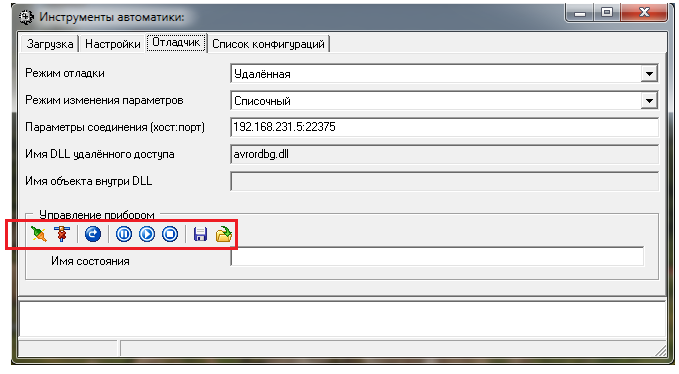 Инструменты автоматики:
Загрузка Настройки Отладчик Список конфигураций
Режим отладки Удалённая
Режим изменения параметров Списочный
Параметры соединения (хост:порт) 192.168.231.5:22375
Имя DLL удалённого доступа avrordbg.dll
Имя объекта внутри DLL
Управление прибором
Имя состояния